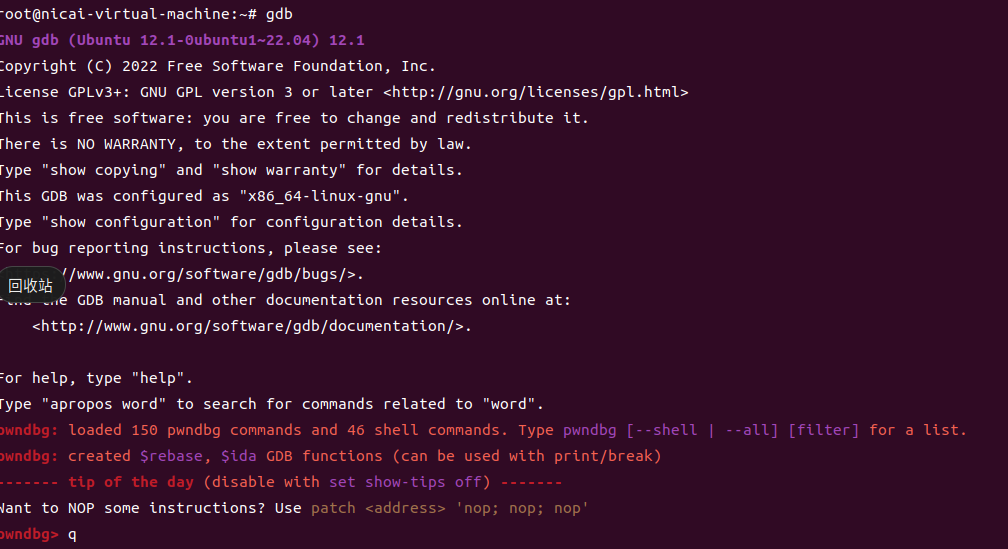 root@nicai-virtual-machine:~# gdb
GNU gdb (Ubuntu 12.1-0ubuntu1~22.04) 12.1
Copyright (C) 2022 Free Software Foundation, Inc.
License GPLv3+: GNU GPL version 3 or later <http://gnu.org/licenses/gpl.html>
This is free software: you are free to change and redistribute it.
There is NO WARRANTY, to the extent permitted by law.
Type "show copying" and "show warranty" for details.
This GDB was configured as "x86_64-linux-gnu".
Type "show configuration" for configuration details.
For bug reporting instructions, please see:
//www.gnu.org/software/gdb/bugs/>.
回收站
the GDB manual and other documentation resources online at:
<http://www.gnu.org/software/gdb/documentation/>.
For help, type "help".
Type "apropos word" to search for commands related to "word".
pwndbg: loaded 150 pwndbg commands and 46 shell commands. Type pwndbg [--shell | --all] [filter] for a list.
pwndbg: created $rebase, $ida GDB functions (can be used with print/break)
------- tip of the day (disable with set show-tips off) -------
Want to NOP some instructions? Use patch <address> 'nop; nop; nop'
pwndbg> q